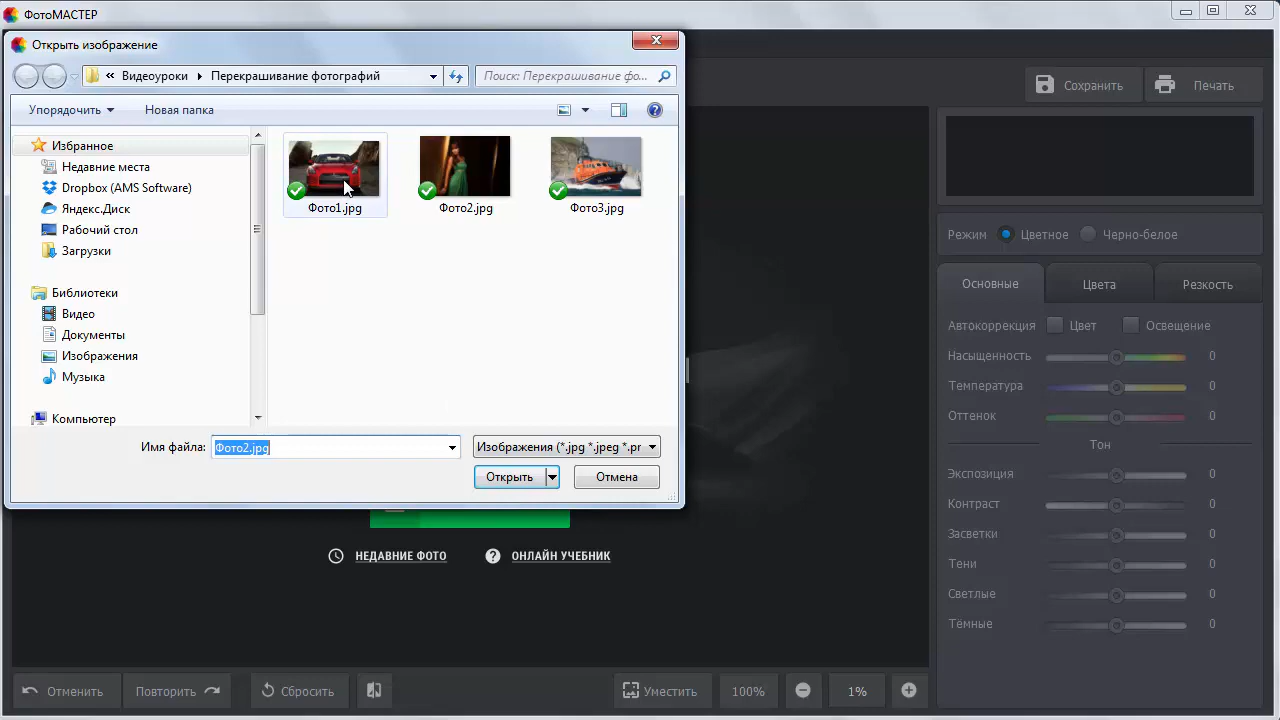 ФотоМАСТЕР
Открыть изображение
Видеоуроки
Перекрашивание фотографий
Поиск: Перекрашивание фо...
Упорядочить
Новая папка
Избранное
Недавние места
Dropbox (AMS Software)
Яндекс.Диск
Рабочий стол
Загрузки
Библиотеки
Видео
Документы
Изображения
Музыка
Компьютер
Фото1.jpg
Фото2.jpg
Фото3.jpg
Имя файла:
Фото2.jpg
Изображения (*.jpg *.jpeg *.pr
Открыть
Отмена
НЕДАВНИЕ ФОТО
ОНЛАЙН УЧЕБНИК
Сохранить
Печать
Режим
Цветное
Черно-белое
Основные
Цвета
Резкость
Автокоррекция
Цвет
Освещение
Насыщенность 0
Температура 0
Оттенок 0
Тон
Экспозиция 0
Контраст 0
Засветки 0
Тени 0
Светлые 0
Тёмные 0
Отменить
Повторить
Сбросить
Уместить
100%
1%